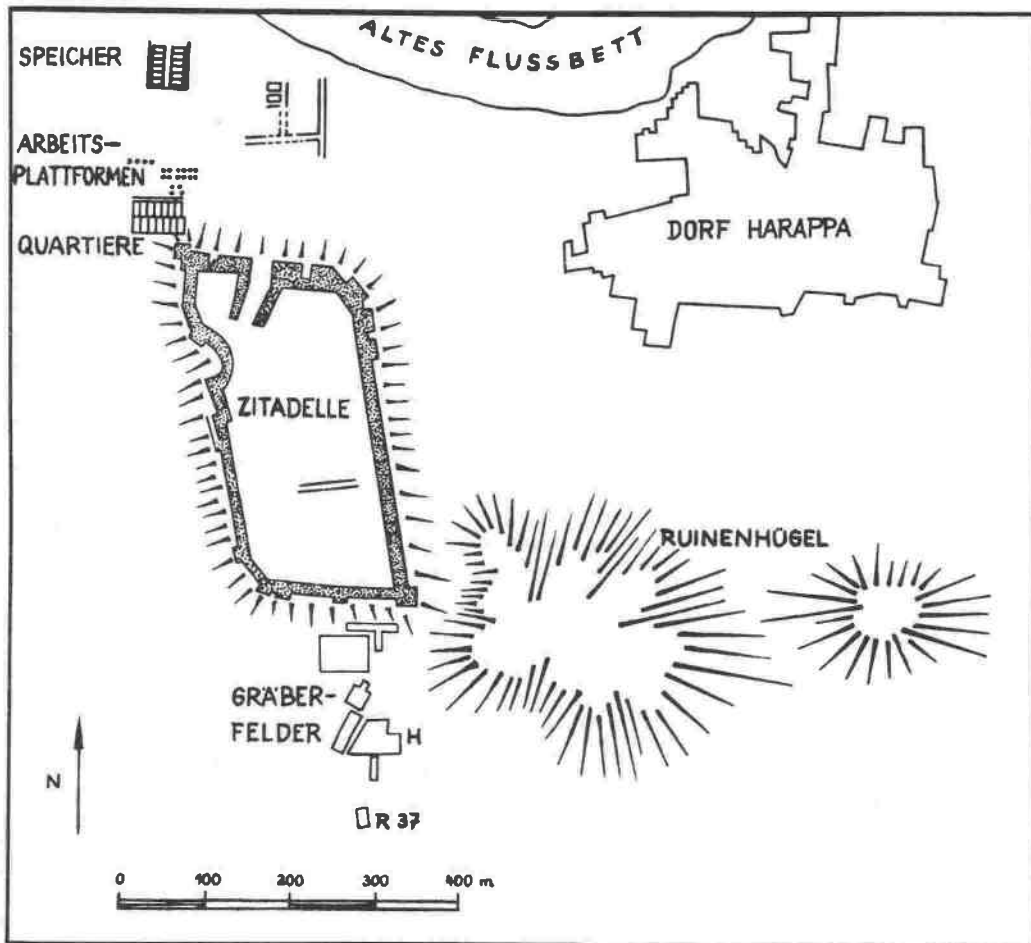 ALTES FLUSSBETT
SPEICHER
100
ARBEITS-
PLATTFORMEN
QUARTIERE
DORF HARAPPA
ZITADELLE
RUINENHÜGEL
GRÄBER-
FELDER
H
N
R 37
0 100 200 300 400 m